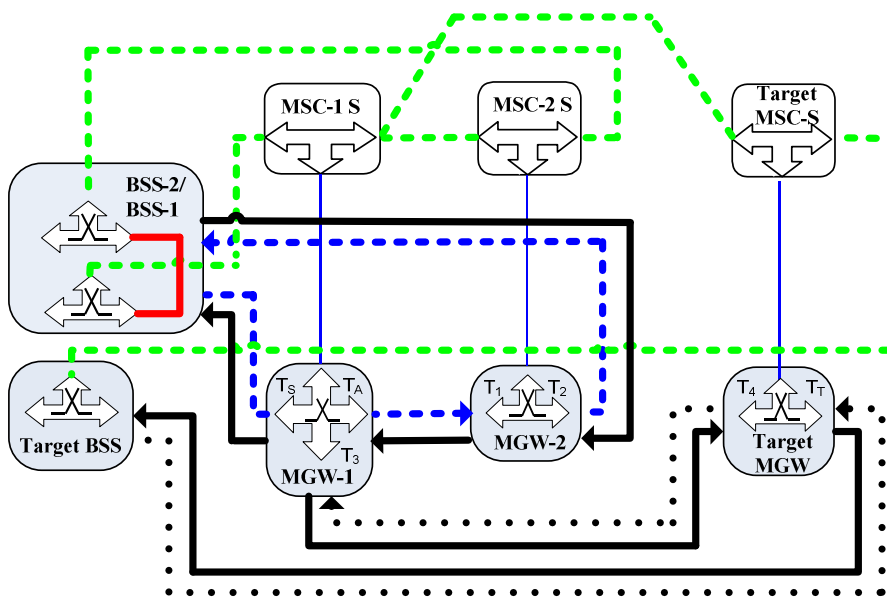 MSC-1 S
MSC-2 S
Target
MSC-S
BSS-2/
BSS-1
Target BSS
TS
TA
T3
MGW-1
T1
T2
MGW-2
T4
TT
Target
MGW